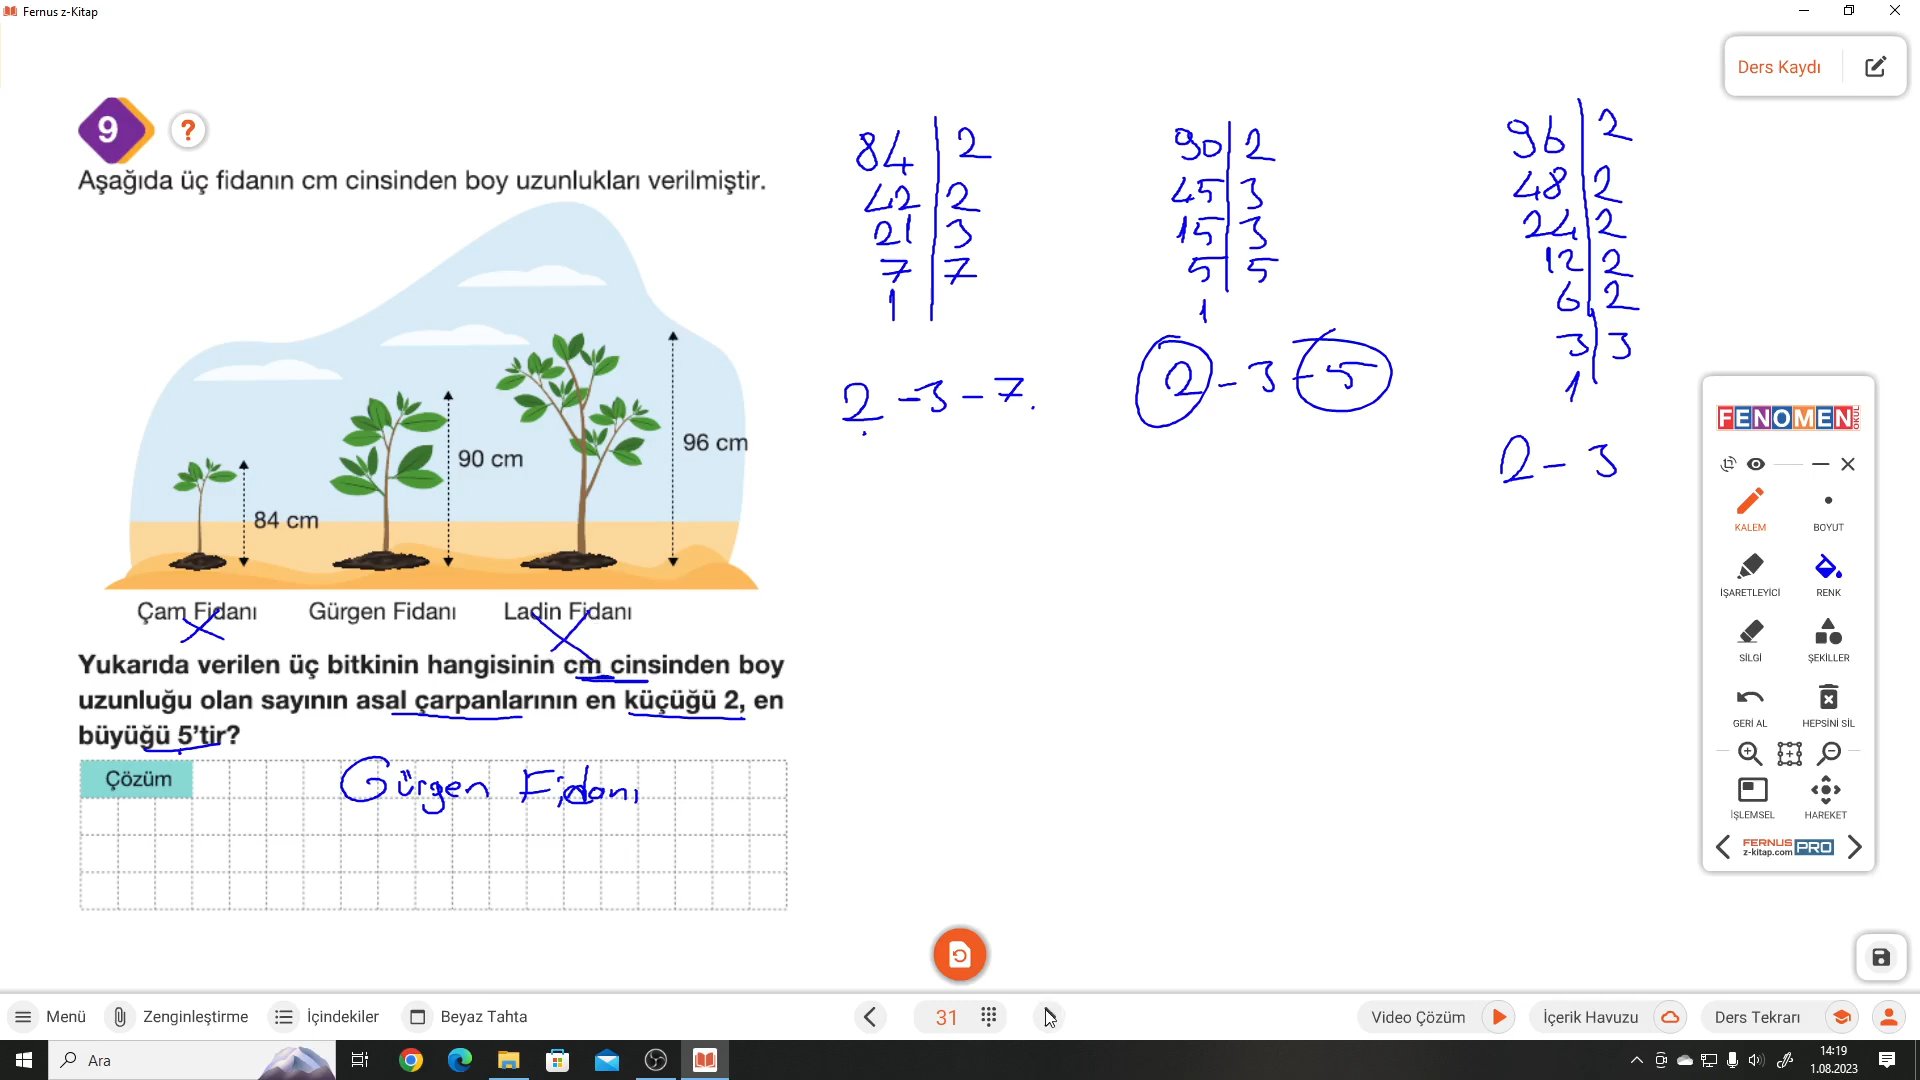 Fernus z-Kitap
Ders Kaydı
9 ?
Aşağıda üç fidanın cm cinsinden boy uzunlukları verilmiştir.
84 cm
90 cm
96 cm
Çam Fidanı Gürgen Fidanı Ladin Fidanı
Yukarıda verilen üç bitkinin hangisinin cm cinsinden boy
uzunluğu olan sayının asal çarpanlarının en küçüğü 2, en
büyüğü 5'tir?
Çözüm
Gürgen Fidanı
84 2
42 2
21 3
7 7
1
2 - 3 - 7.
90 2
45 3
15 3
5 5
1
2 - 3 - 5
96 2
48 2
24 2
12 2
6 2
3 3
1
2 - 3
FENOMEN OKUL
KALEM BOYUT
İŞARETLEYİCİ RENK
SİLGİ ŞEKİLLER
GERİ AL HEPSİNİ SİL
İŞLEMSEL HAREKET
FERNUS
z-kitap.com PRO
Menü Zenginleştirme İçindekiler Beyaz Tahta 31 Video Çözüm İçerik Havuzu Ders Tekrarı
Ara
14:19
1.08.2023